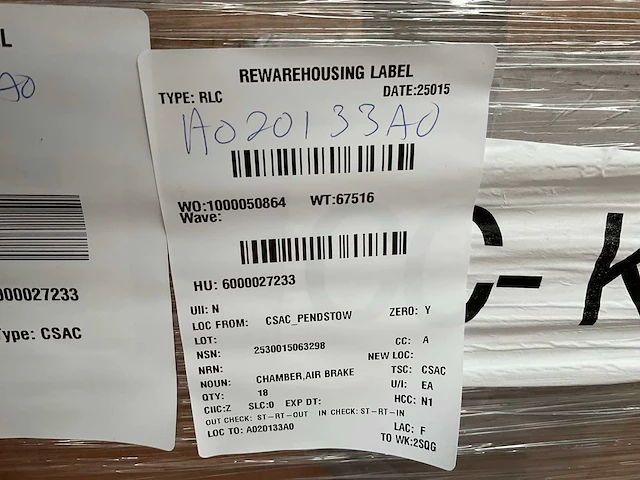 L
A0
000027233
Type: CSAC
REWAREHOUSING LABEL
TYPE: RLC DATE:25015
A020133A0
WO:1000050864 WT:67516
Wave:
HU: 6000027233
UII: N
LOC FROM: CSAC_PENDSTOW ZERO: Y
LOT:
NSN: 2530015063298 CC: A
NRN: NEW LOC:
NOUN: CHAMBER,AIR BRAKE TSC: CSAC
QTY: 18 U/I: EA
CIIC:Z SLC:0 EXP DT: HCC: N1
OUT CHECK: ST-RT-OUT IN CHECK: ST-RT-IN
LOC TO: A020133A0 LAC: F
TO WK:2SQG
C-K